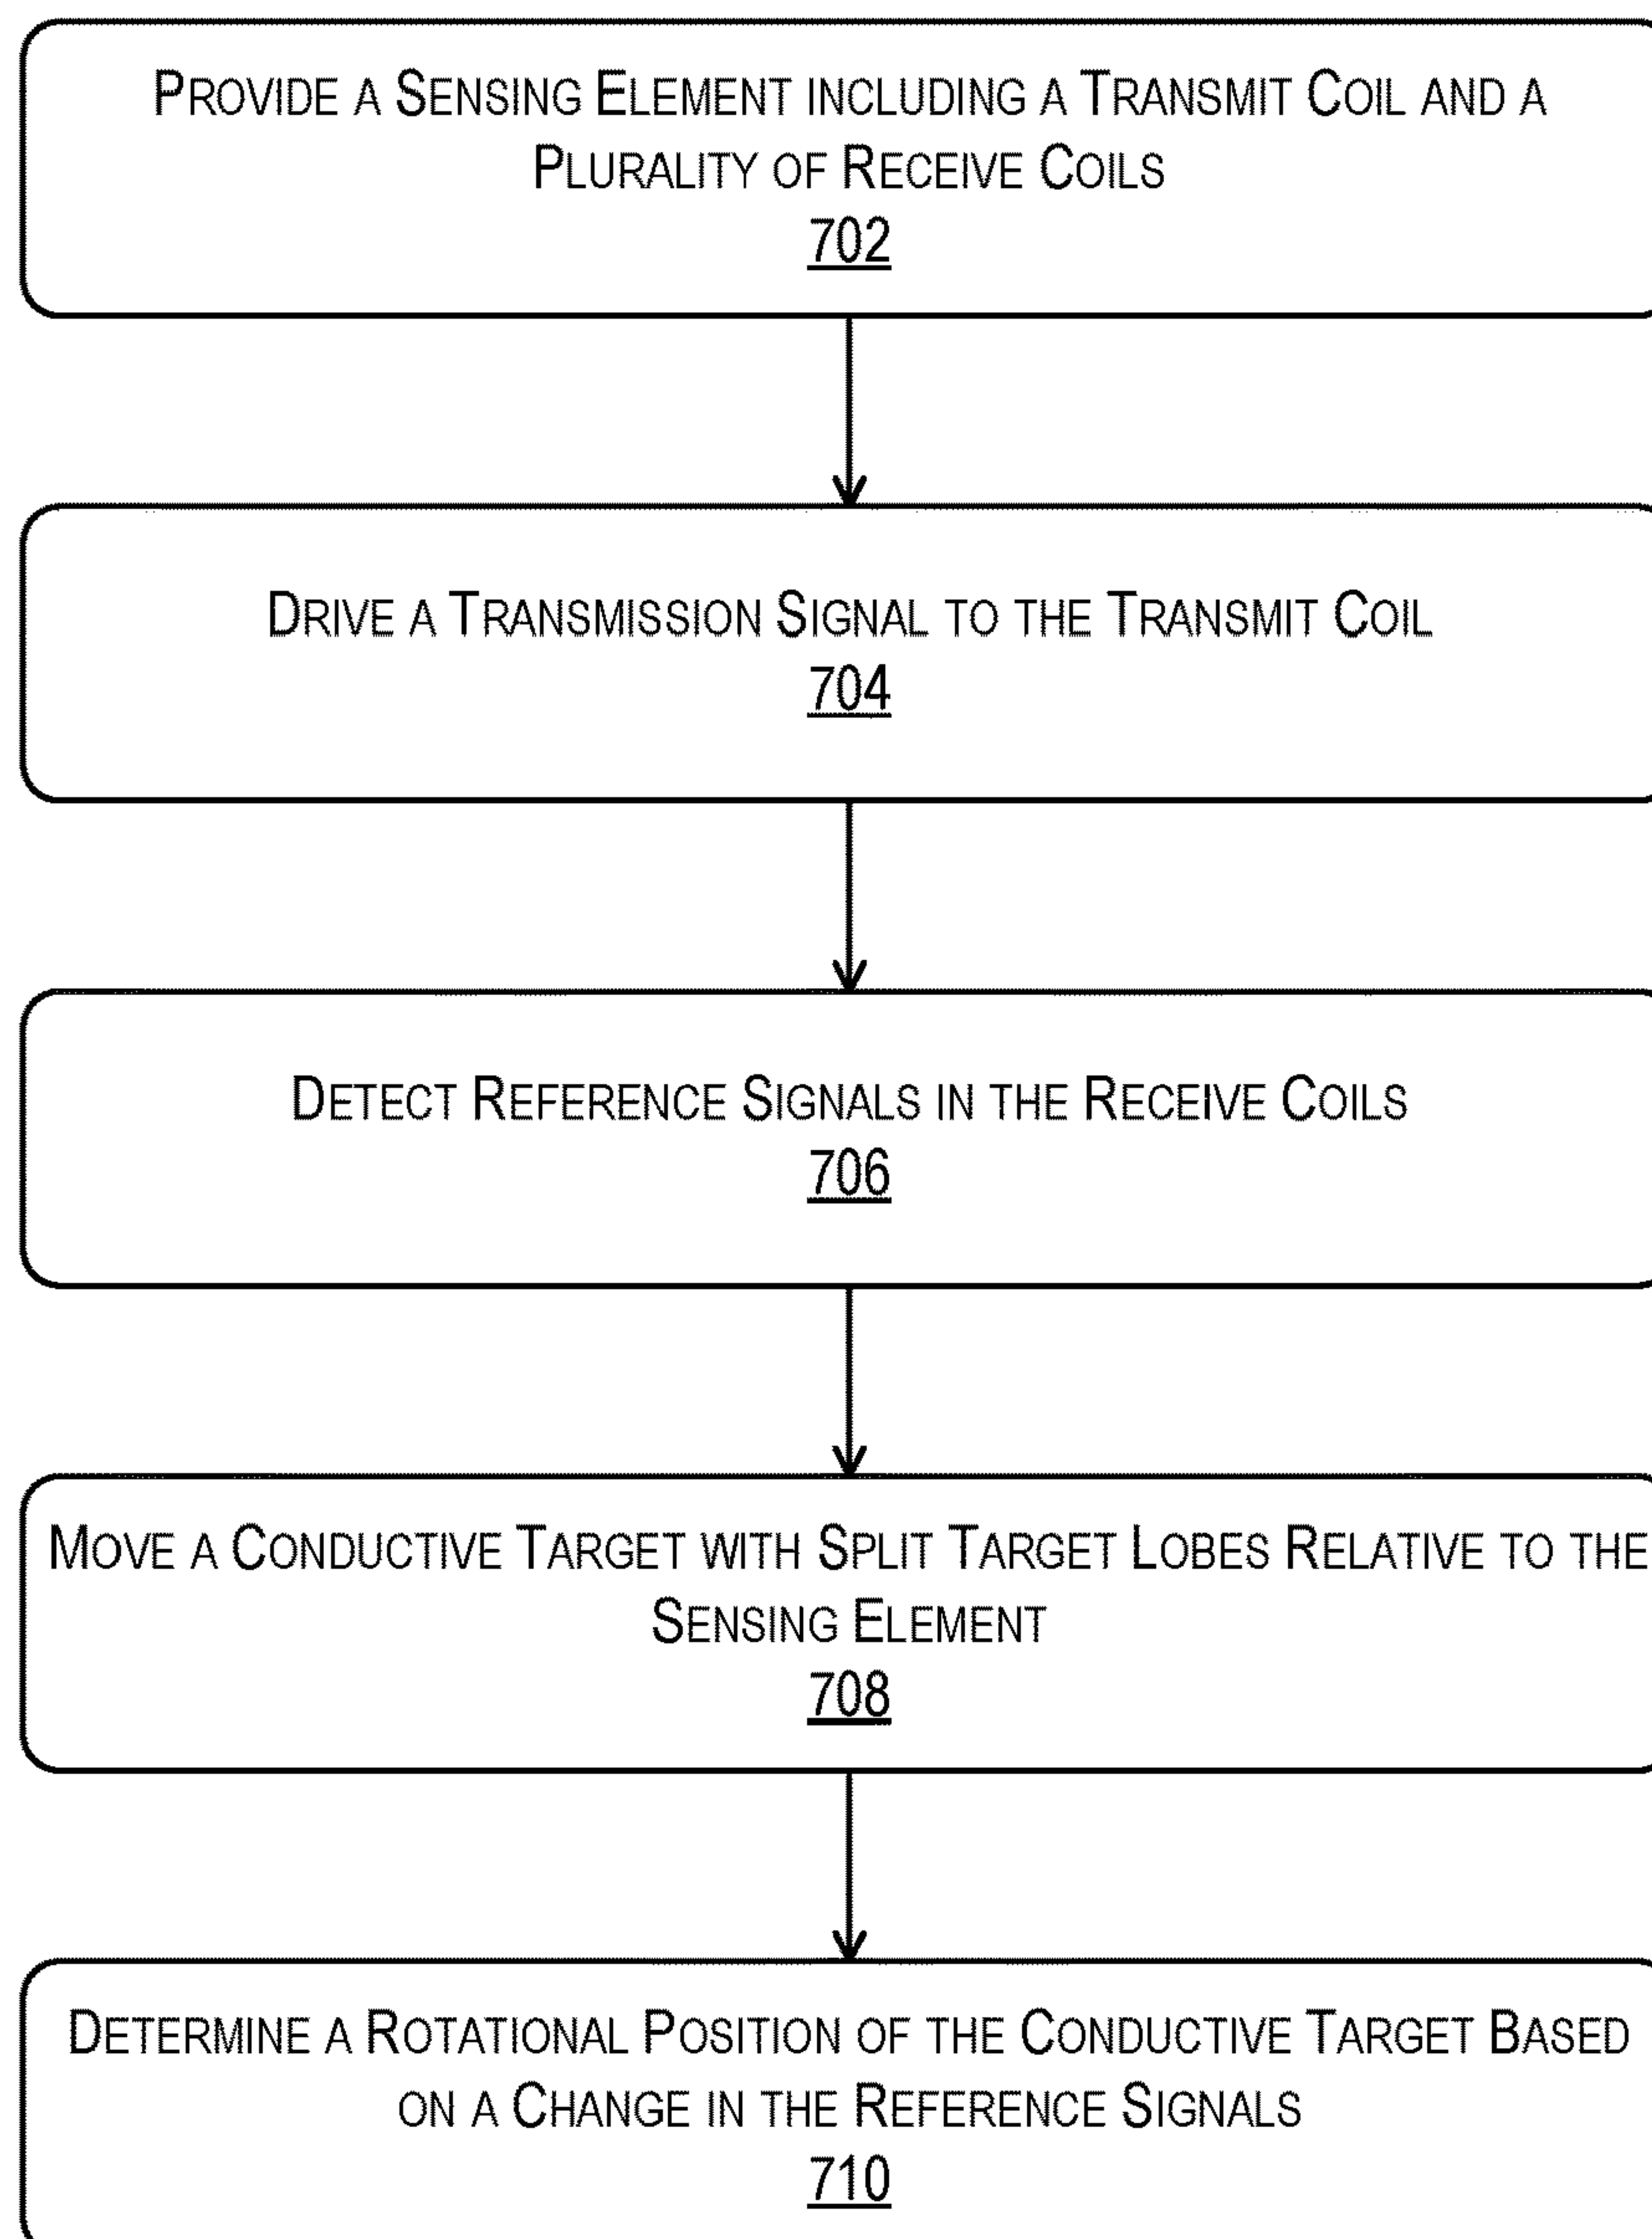 PROVIDE A SENSING ELEMENT INCLUDING A TRANSMIT COIL AND A
PLURALITY OF RECEIVE COILS
702
DRIVE A TRANSMISSION SIGNAL TO THE TRANSMIT COIL
704
DETECT REFERENCE SIGNALS IN THE RECEIVE COILS
706
MOVE A CONDUCTIVE TARGET WITH SPLIT TARGET LOBES RELATIVE TO THE
SENSING ELEMENT
708
DETERMINE A ROTATIONAL POSITION OF THE CONDUCTIVE TARGET BASED
ON A CHANGE IN THE REFERENCE SIGNALS
710